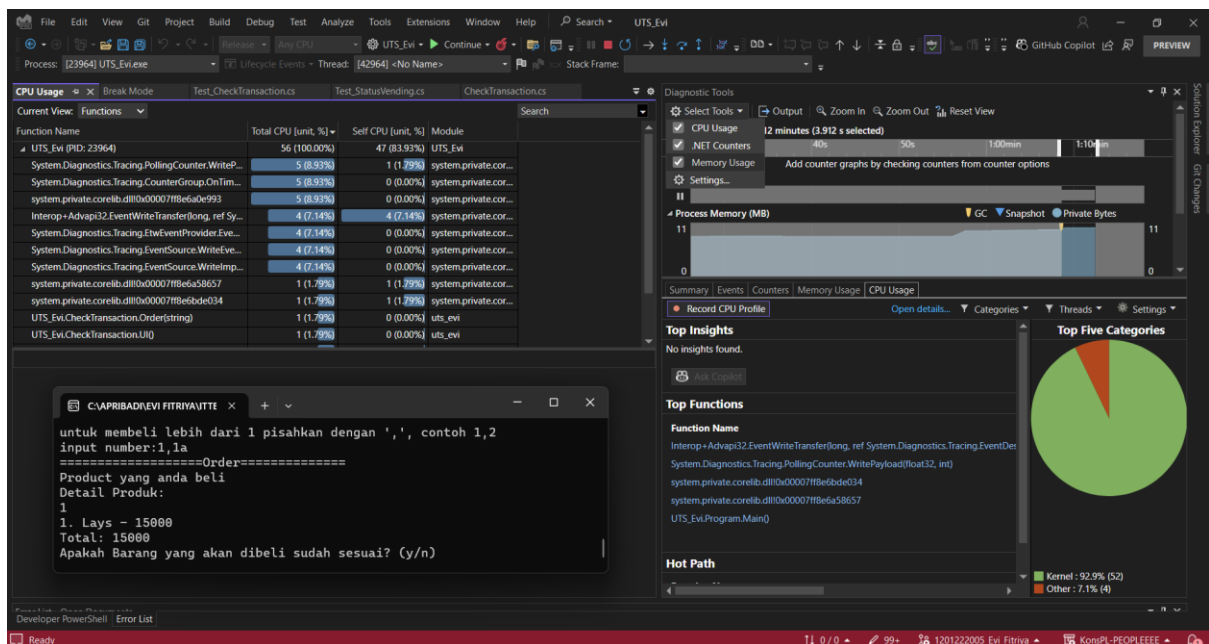 File Edit View Git Project Build Debug Test Analyze Tools Extensions Window Help Search UTS_Evi
Release Any CPU UTS_Evi Continue GitHub Copilot PREVIEW
Process: [23964] UTS_Evi.exe Lifecycle Events Thread: [42964] <No Name> Stack Frame:
CPU Usage Break Mode Test_CheckTransaction.cs Test_StatusVending.cs CheckTransaction.cs
Current View: Functions Search
Function Name Total CPU [unit, %] Self CPU [unit, %] Module
UTS_Evi (PID: 23964) 56 (100.00%) 47 (83.93%) UTS_Evi
System.Diagnostics.Tracing.PollingCounter.WriteP... 5 (8.93%) 1 (1.79%) system.private.cor...
System.Diagnostics.Tracing.CounterGroup.OnTim... 5 (8.93%) 0 (0.00%) system.private.cor...
system.private.corelib.dll!0x00007ff8e6a0e993 5 (8.93%) 0 (0.00%) system.private.cor...
Interop+Advapi32.EventWriteTransfer(long, ref Sy... 4 (7.14%) 4 (7.14%) system.private.cor...
System.Diagnostics.Tracing.EtwEventProvider.Eve... 4 (7.14%) 0 (0.00%) system.private.cor...
System.Diagnostics.Tracing.EventSource.WriteEve... 4 (7.14%) 0 (0.00%) system.private.cor...
System.Diagnostics.Tracing.EventSource.WriteImp... 4 (7.14%) 0 (0.00%) system.private.cor...
system.private.corelib.dll!0x00007ff8e6a58657 1 (1.79%) 1 (1.79%) system.private.cor...
system.private.corelib.dll!0x00007ff8e6bde034 1 (1.79%) 1 (1.79%) system.private.cor...
UTS_Evi.CheckTransaction.Order(string) 1 (1.79%) 0 (0.00%) uts_evi
UTS_Evi.CheckTransaction.UI() 1 (1.79%) 0 (0.00%) uts_evi
C:\APRIBADI\EVI FITRIYA\ITTE
untuk membeli lebih dari 1 pisahkan dengan ',', contoh 1,2
input number:1,1a
===================Order==============
Product yang anda beli
Detail Produk:
1
1. Lays - 15000
Total: 15000
Apakah Barang yang akan dibeli sudah sesuai? (y/n)
Diagnostic Tools
Select Tools Output Zoom In Zoom Out Reset View
CPU Usage
.NET Counters
Memory Usage
Settings...
12 minutes (3.912 s selected)
40s 50s 1:00min 1:10min
Add counter graphs by checking counters from counter options
Process Memory (MB) GC Snapshot Private Bytes
11 11
0 0
Summary Events Counters Memory Usage CPU Usage
Record CPU Profile Open details... Categories Threads Settings
Top Insights
No insights found.
Ask Copilot
Top Functions
Function Name
Interop+Advapi32.EventWriteTransfer(long, ref System.Diagnostics.Tracing.EventDes
System.Diagnostics.Tracing.PollingCounter.WritePayload(float32, int)
system.private.corelib.dll!0x00007ff8e6bde034
system.private.corelib.dll!0x00007ff8e6a58657
UTS_Evi.Program.Main()
Hot Path
Top Five Categories
Kernel : 92.9% (52)
Other : 7.1% (4)
Solution Explorer
Git Changes
Developer PowerShell Error List
Ready 0 / 0 99+ 1201222005_Evi_Fitriya KonsPL-PEOPLEEEE